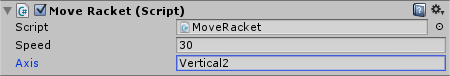 Move Racket (Script)
Script MoveRacket
Speed 30
Axis Vertical2